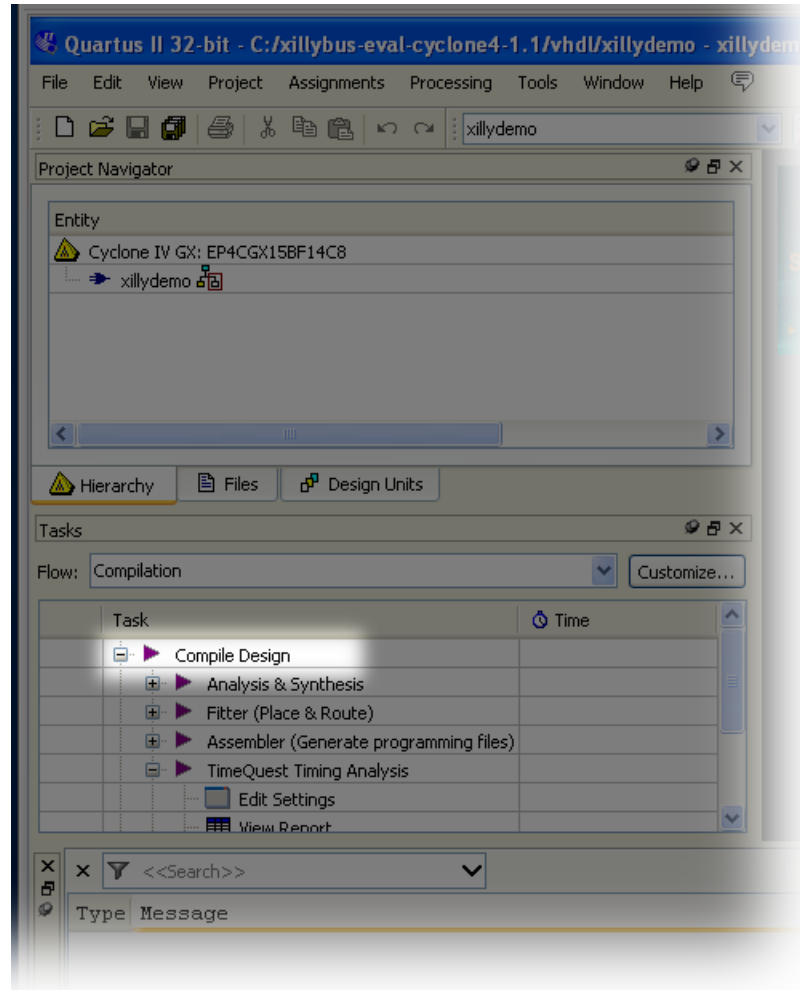 Quartus II 32-bit - C:/xillybus-eval-cyclone4-1.1/vhdl/xillydemo - xillydem
File Edit View Project Assignments Processing Tools Window Help
xillydemo
Project Navigator
Entity
Cyclone IV GX: EP4CGX15BF14C8
xillydemo
Hierarchy Files Design Units
Tasks
Flow: Compilation Customize...
Task Time
Compile Design
Analysis & Synthesis
Fitter (Place & Route)
Assembler (Generate programming files)
TimeQuest Timing Analysis
Edit Settings
View Report
<<Search>>
Type Message